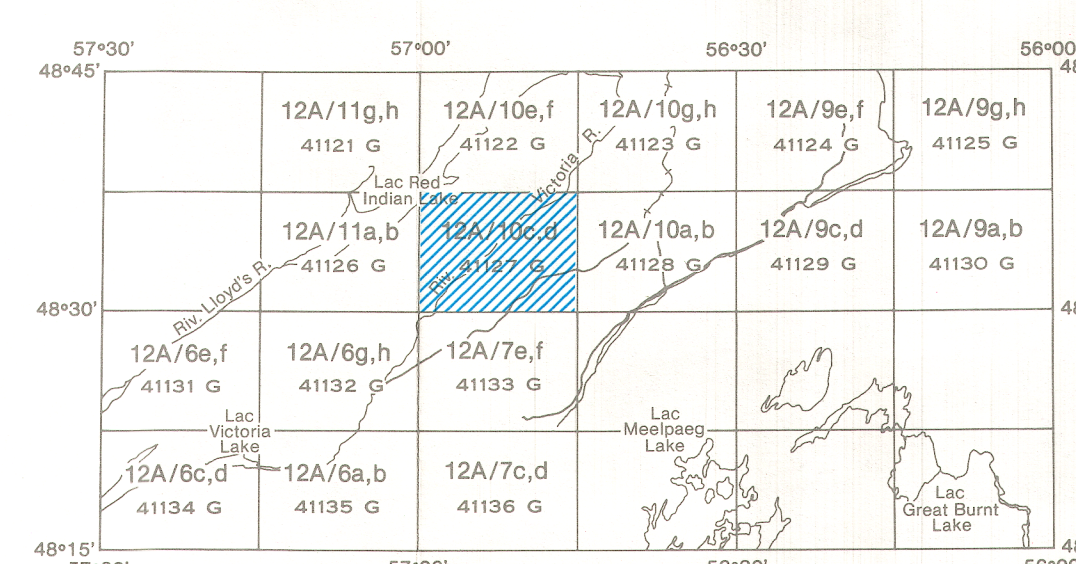 57°30' 57°00' 56°30' 56°00'
48°45' 48
12A/11g,h 12A/10e,f 12A/10g,h 12A/9e,f 12A/9g,h
41121 G 41122 G 41123 G 41124 G 41125 G
Lac Red
Indian Lake
Victoria R.
12A/11a,b 12A/10c,d 12A/10a,b 12A/9c,d 12A/9a,b
41126 G 41127 G 41128 G 41129 G 41130 G
Riv.
Riv. Lloyd's R.
48°30' 48
12A/6e,f 12A/6g,h 12A/7e,f
41131 G 41132 G 41133 G
Lac
Victoria
Lake
Lac
Meelpaeg
Lake
12A/6c,d 12A/6a,b 12A/7c,d
41134 G 41135 G 41136 G
Lac
Great Burnt
Lake
48°15' 48